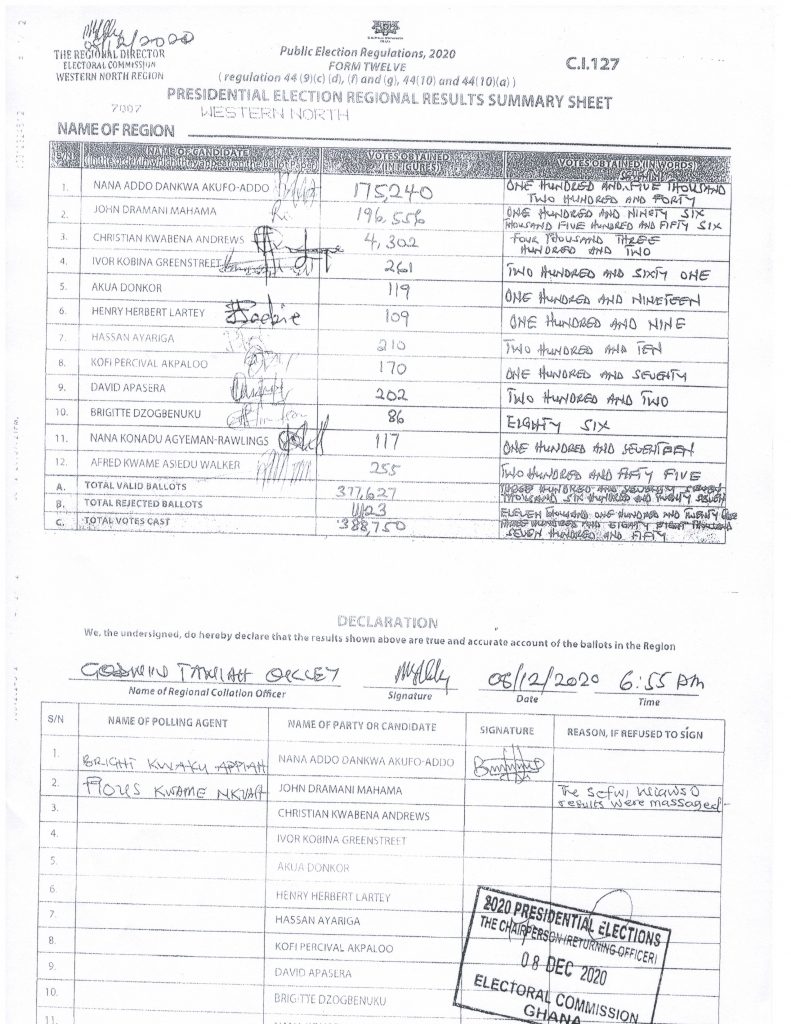 08/12/2020
THE REGIONAL DIRECTOR
ELECTORAL COMMISSION
WESTERN NORTH REGION
Public Election Regulations, 2020
FORM TWELVE
( regulation 44 (9)(c) (d), (f) and (g), 44(10) and 44(10)(a) )
C.I.127
PRESIDENTIAL ELECTION REGIONAL RESULTS SUMMARY SHEET
NAME OF REGION WESTERN NORTH
NAME OF CANDIDATE VOTES OBTAINED (IN FIGURES) VOTES OBTAINED (IN WORDS)
1. NANA ADDO DANKWA AKUFO-ADDO 175,240 ONE HUNDRED AND FIVE THOUSAND
TWO HUNDRED AND FORTY
2. JOHN DRAMANI MAHAMA 196,556 ONE HUNDRED AND NINETY SIX
THOUSAND FIVE HUNDRED AND FIFTY SIX
3. CHRISTIAN KWABENA ANDREWS 4,302 FOUR THOUSAND THREE
HUNDRED AND TWO
4. IVOR KOBINA GREENSTREET 261 TWO HUNDRED AND SIXTY ONE
5. AKUA DONKOR 119 ONE HUNDRED AND NINETEEN
6. HENRY HERBERT LARTEY 109 ONE HUNDRED AND NINE
7. HASSAN AYARIGA 210 TWO HUNDRED AND TEN
8. KOFI PERCIVAL AKPALOO 170 ONE HUNDRED AND SEVENTY
9. DAVID APASERA 202 TWO HUNDRED AND TWO
10. BRIGITTE DZOGBENUKU 86 EIGHTY SIX
11. NANA KONADU AGYEMAN-RAWLINGS 117 ONE HUNDRED AND SEVENTEEN
12. AFRED KWAME ASIEDU WALKER 255 TWO HUNDRED AND FIFTY FIVE
A. TOTAL VALID BALLOTS 377,627 THREE HUNDRED AND SEVENTY SEVEN
THOUSAND SIX HUNDRED AND TWENTY SEVEN
B. TOTAL REJECTED BALLOTS 11,123 ELEVEN THOUSAND ONE HUNDRED AND TWENTY
C. TOTAL VOTES CAST 388,750 THREE HUNDRED AND EIGHTY EIGHT THOUSAND
SEVEN HUNDRED AND FIFTY
DECLARATION
We, the undersigned, do hereby declare that the results shown above are true and accurate account of the ballots in the Region
08/12/2020 6:55 AM
Name of Regional Collation Officer Signature Date Time
S/N NAME OF POLLING AGENT NAME OF PARTY OR CANDIDATE SIGNATURE REASON, IF REFUSED TO SIGN
1. BRIGHT KWAKU APPIAH NANA ADDO DANKWA AKUFO-ADDO
2. KWAME JOHN DRAMANI MAHAMA The Sefwi
results were massaged
3. CHRISTIAN KWABENA ANDREWS
4. IVOR KOBINA GREENSTREET
5. AKUA DONKOR
6. HENRY HERBERT LARTEY
7. HASSAN AYARIGA
8. KOFI PERCIVAL AKPALOO
9. DAVID APASERA
10. BRIGITTE DZOGBENUKU
11.
2020 PRESIDENTIAL ELECTIONS
THE CHAIRPERSON (RETURNING OFFICER)
08 DEC 2020
ELECTORAL COMMISSION
GHANA